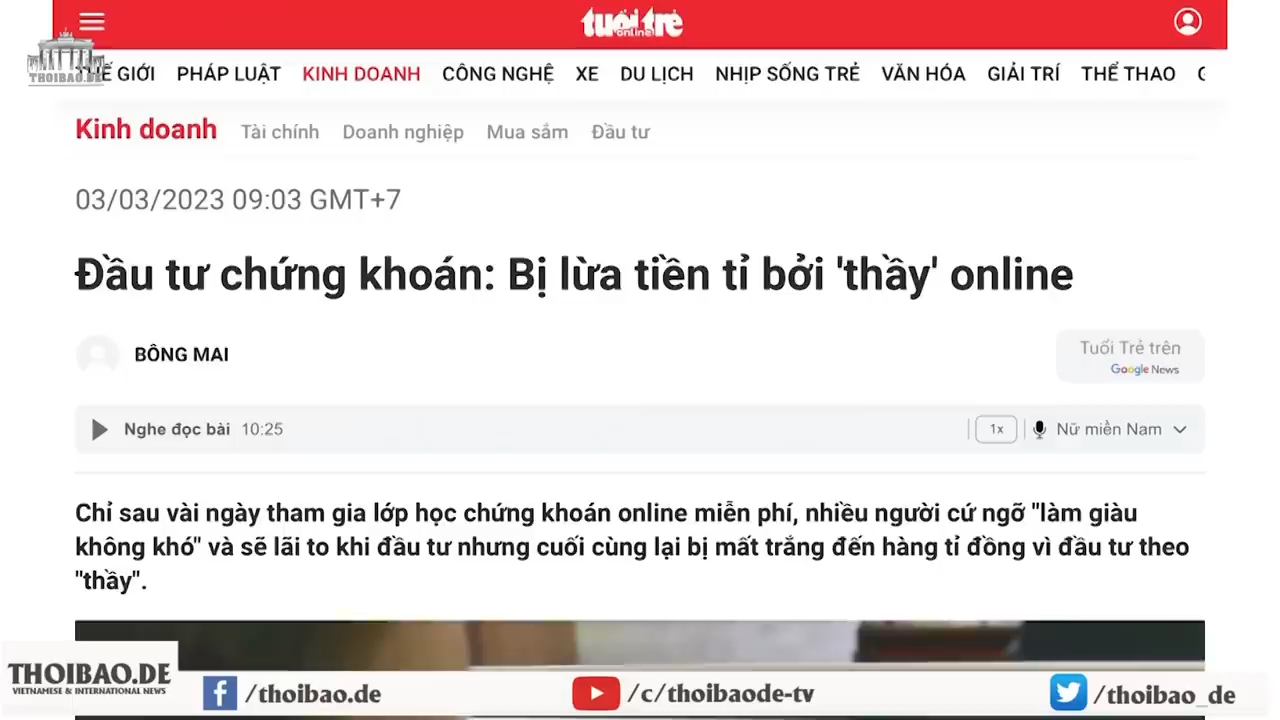 tuổi trẻ
online
THOIBAO.DE
THẾ GIỚI PHÁP LUẬT KINH DOANH CÔNG NGHỆ XE DU LỊCH NHỊP SỐNG TRẺ VĂN HÓA GIẢI TRÍ THỂ THAO G
Kinh doanh Tài chính Doanh nghiệp Mua sắm Đầu tư
03/03/2023 09:03 GMT+7
Đầu tư chứng khoán: Bị lừa tiền tỉ bởi 'thầy' online
BÔNG MAI
Tuổi Trẻ trên
Google News
Nghe đọc bài 10:25 1x Nữ miền Nam
Chỉ sau vài ngày tham gia lớp học chứng khoán online miễn phí, nhiều người cứ ngỡ "làm giàu
không khó" và sẽ lãi to khi đầu tư nhưng cuối cùng lại bị mất trắng đến hàng tỉ đồng vì đầu tư theo
"thầy".
THOIBAO.DE
VIETNAMESE & INTERNATIONAL NEWS
/thoibao.de /c/thoibaode-tv /thoibao_de